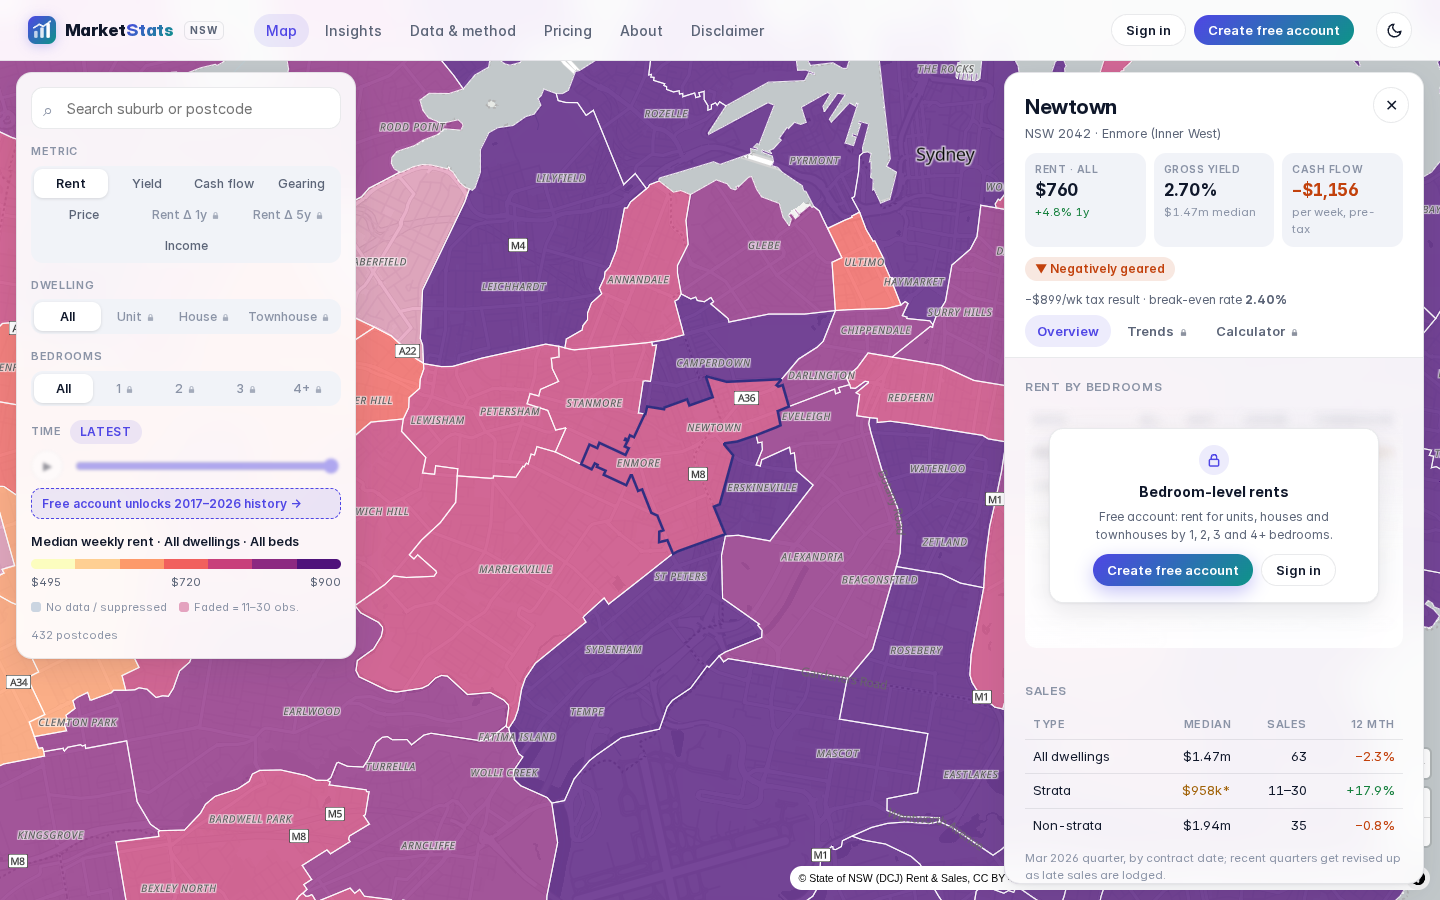 MarketStats NSW
Map Insights Data & method Pricing About Disclaimer
Sign in Create free account
Search suburb or postcode
METRIC
Rent Yield Cash flow Gearing
Price Rent Δ 1y Rent Δ 5y
Income
DWELLING
All Unit House Townhouse
BEDROOMS
All 1 2 3 4+
TIME LATEST
Free account unlocks 2017–2026 history →
Median weekly rent · All dwellings · All beds
$495 $720 $900
No data / suppressed Faded = 11–30 obs.
432 postcodes
THE ROCKS
ROZELLE
RODD POINT
PYRMONT
Sydney
LILYFIELD
M4
GLEBE
ABERFIELD
ULTIMO
ANNANDALE
HAYMARKET
LEICHHARDT
SURRY HILLS
CHIPPENDALE
A22
CAMPERDOWN
DARLINGTON
ER HILL
A36
REDFERN
STANMORE
PETERSHAM
LEWISHAM
EVELEIGH
NEWTOWN
ENMORE
WATERLOO
M8
ERSKINEVILLE
M1
WICH HILL
ZETLAND
ALEXANDRIA
MARRICKVILLE
ST PETERS
BEACONSFIELD
SYDENHAM
ROSEBERY
A34
M1
EARLWOOD
TEMPE
CLEMTON PARK
FATIMA ISLAND
MASCOT
TURRELLA
WOLLI CREEK
EASTLAKES
M5
BARDWELL PARK
KINGSGROVE
M8
ARNCLIFFE
M8
M1
BEXLEY NORTH
© State of NSW (DCJ) Rent & Sales, CC BY
Newtown
NSW 2042 · Enmore (Inner West)
RENT · ALL
$760
+4.8% 1y
GROSS YIELD
2.70%
$1.47m median
CASH FLOW
−$1,156
per week, pre-
tax
▼ Negatively geared
−$899/wk tax result · break-even rate 2.40%
Overview Trends Calculator
RENT BY BEDROOMS
Bedroom-level rents
Free account: rent for units, houses and
townhouses by 1, 2, 3 and 4+ bedrooms.
Create free account Sign in
SALES
TYPE MEDIAN SALES 12 MTH
All dwellings $1.47m 63 −2.3%
Strata $958k* 11–30 +17.9%
Non-strata $1.94m 35 −0.8%
Mar 2026 quarter, by contract date; recent quarters get revised up
as late sales are lodged.